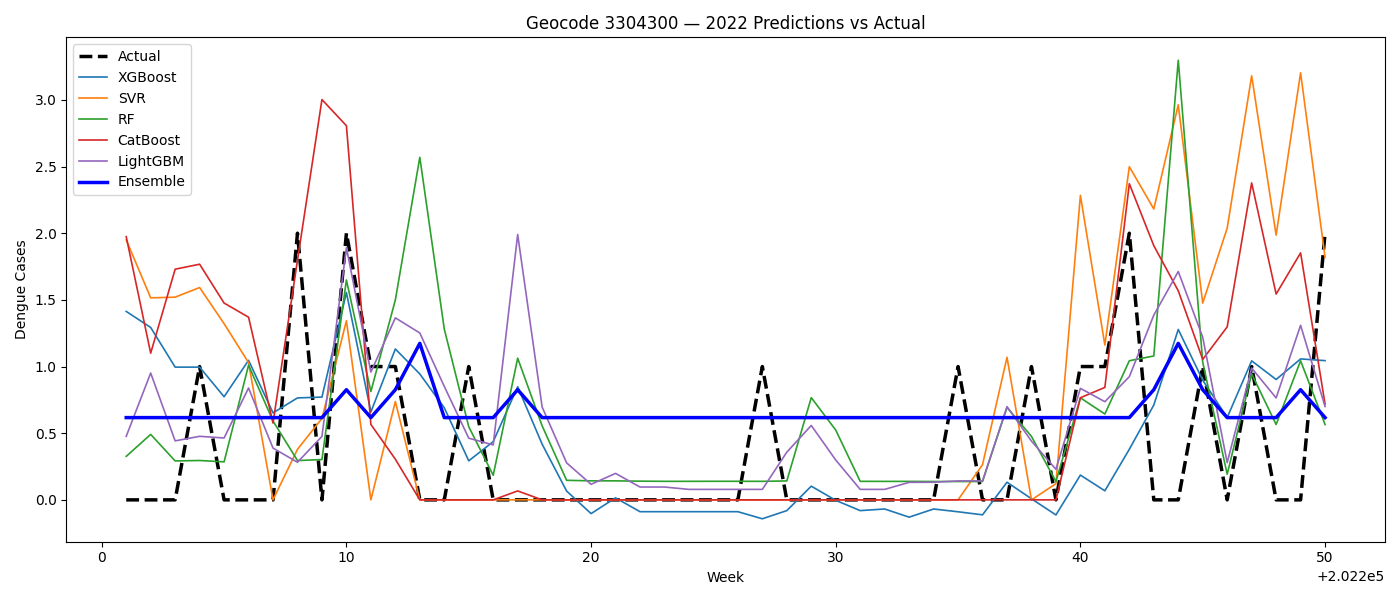 Geocode 3304300 — 2022 Predictions vs Actual
Actual
XGBoost
SVR
RF
CatBoost
LightGBM
Ensemble
Dengue Cases
3.0
2.5
2.0
1.5
1.0
0.5
0.0
0 10 20 30 40 50
Week
+2.022e5